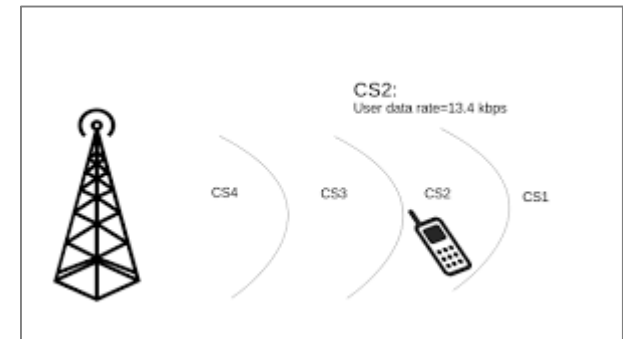 CS2:
User data rate=13.4 kbps
CS4
CS3
CS2
CS1